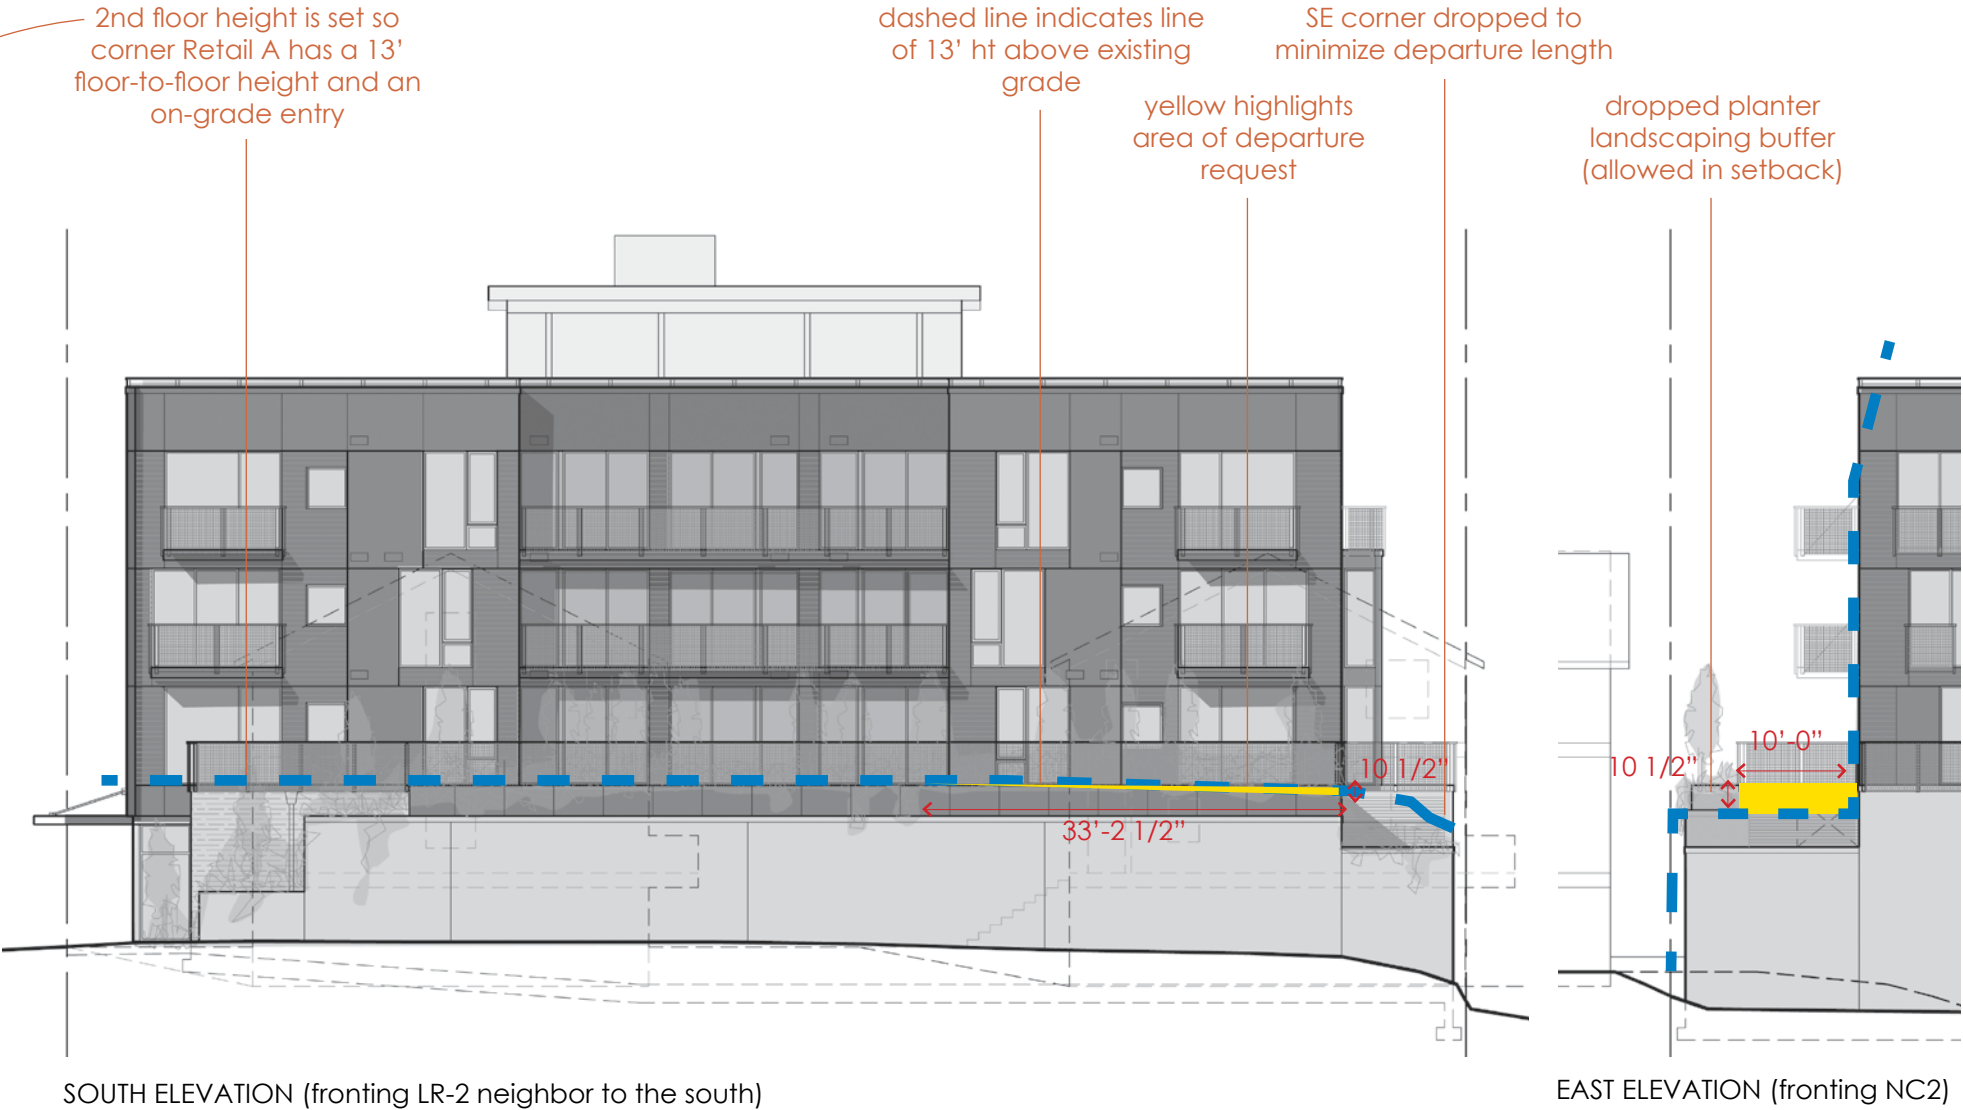 2nd floor height is set so
corner Retail A has a 13’
floor-to-floor height and an
on-grade entry
dashed line indicates line
of 13’ ht above existing
grade
yellow highlights
area of departure
request
SE corner dropped to
minimize departure length
dropped planter
landscaping buffer
(allowed in setback)
10 1/2”
33’-2 1/2”
10’-0”
10 1/2”
SOUTH ELEVATION (fronting LR-2 neighbor to the south)
EAST ELEVATION (fronting NC2)